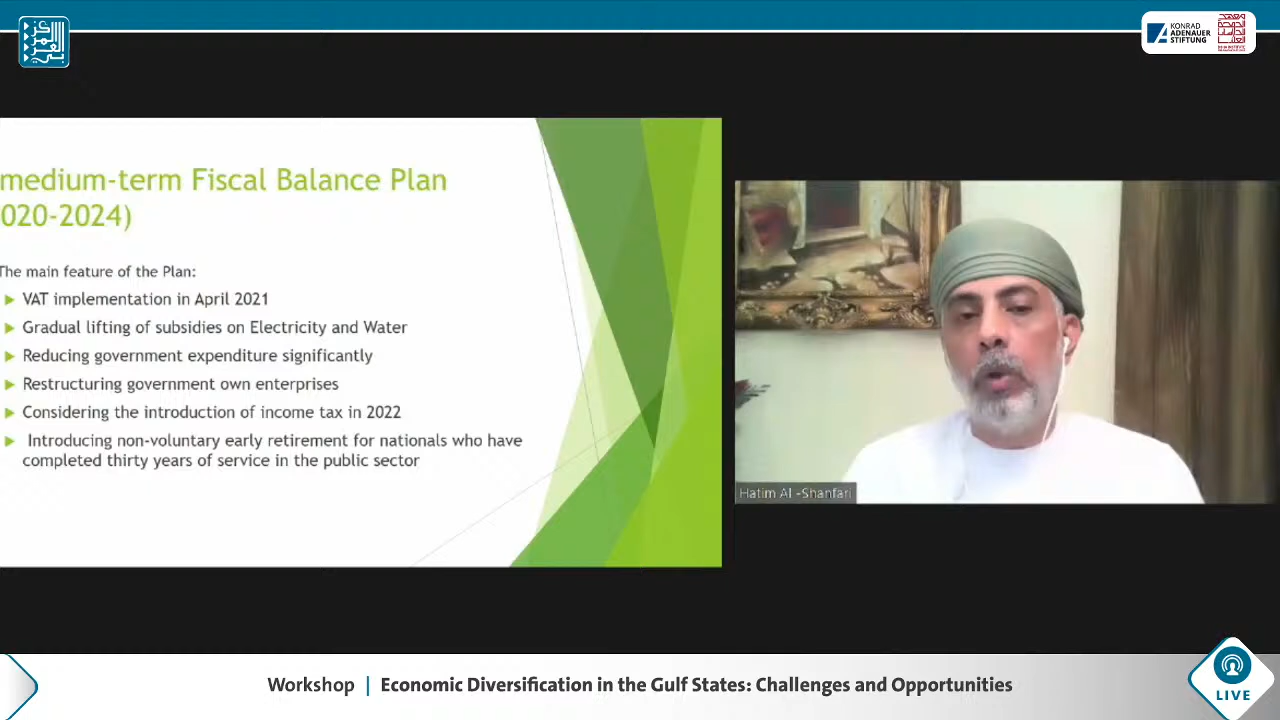 KONRAD
ADENAUER
STIFTUNG
medium-term Fiscal Balance Plan
020-2024)
The main feature of the Plan:
VAT implementation in April 2021
Gradual lifting of subsidies on Electricity and Water
Reducing government expenditure significantly
Restructuring government own enterprises
Considering the introduction of income tax in 2022
Introducing non-voluntary early retirement for nationals who have
completed thirty years of service in the public sector
Hatim Al -Shanfari
Workshop | Economic Diversification in the Gulf States: Challenges and Opportunities
LIVE